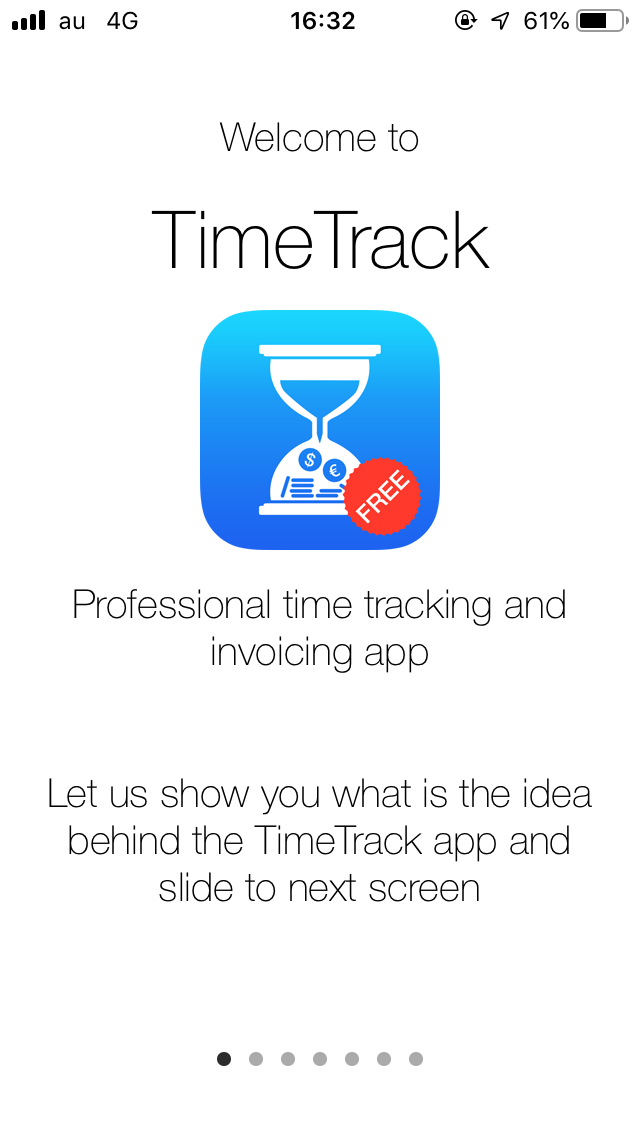 au 4G 16:32 61%
Welcome to
TimeTrack
$ €
FREE
Professional time tracking and
invoicing app
Let us show you what is the idea
behind the TimeTrack app and
slide to next screen